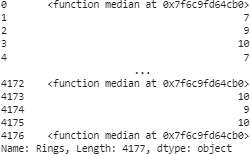 0       <function median at 0x7f6c9fd64cb0>
1                                         7
2                                         9
3                                        10
4                                         7
                       ...
4172    <function median at 0x7f6c9fd64cb0>
4173                                     10
4174                                      9
4175                                     10
4176    <function median at 0x7f6c9fd64cb0>
Name: Rings, Length: 4177, dtype: object